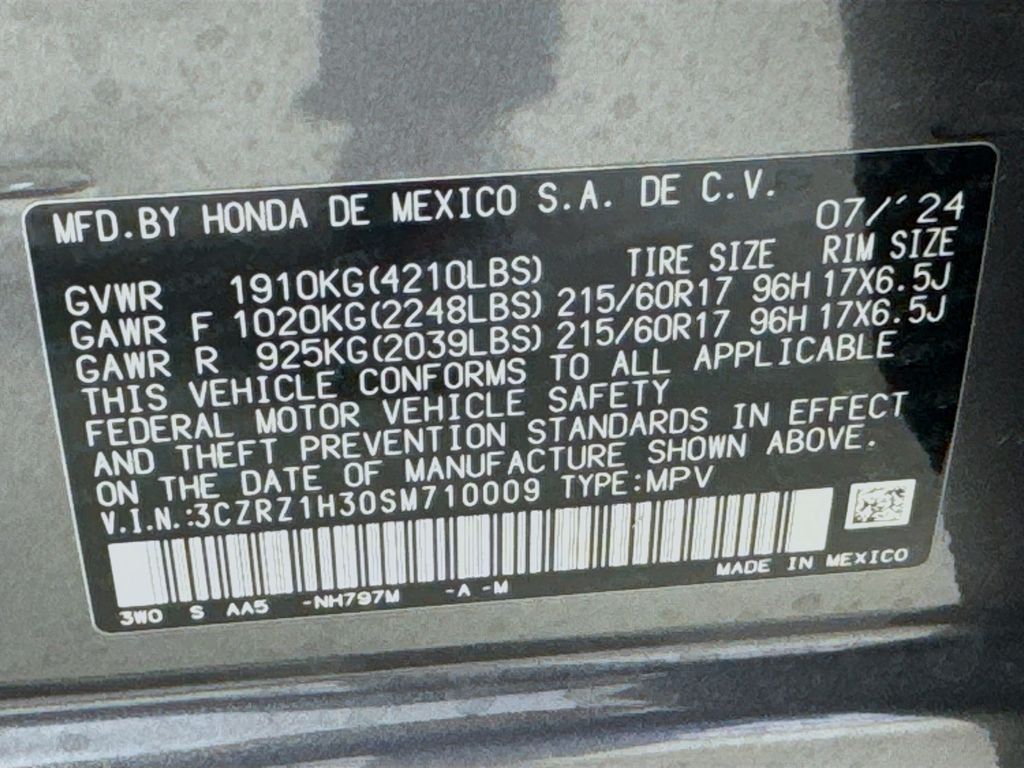 MFD.BY HONDA DE MEXICO S.A. DE C.V.
07/'24
TIRE SIZE RIM SIZE
GVWR 1910KG(4210LBS)
GAWR F 1020KG(2248LBS) 215/60R17 96H 17X6.5J
GAWR R 925KG(2039LBS) 215/60R17 96H 17X6.5J
THIS VEHICLE CONFORMS TO ALL APPLICABLE
FEDERAL MOTOR VEHICLE SAFETY
AND THEFT PREVENTION STANDARDS IN EFFECT
ON THE DATE OF MANUFACTURE SHOWN ABOVE.
V.I.N.:3CZRZ1H30SM710009 TYPE:MPV
MADE IN MEXICO
3W0 S AA5 -NH797M -A -M